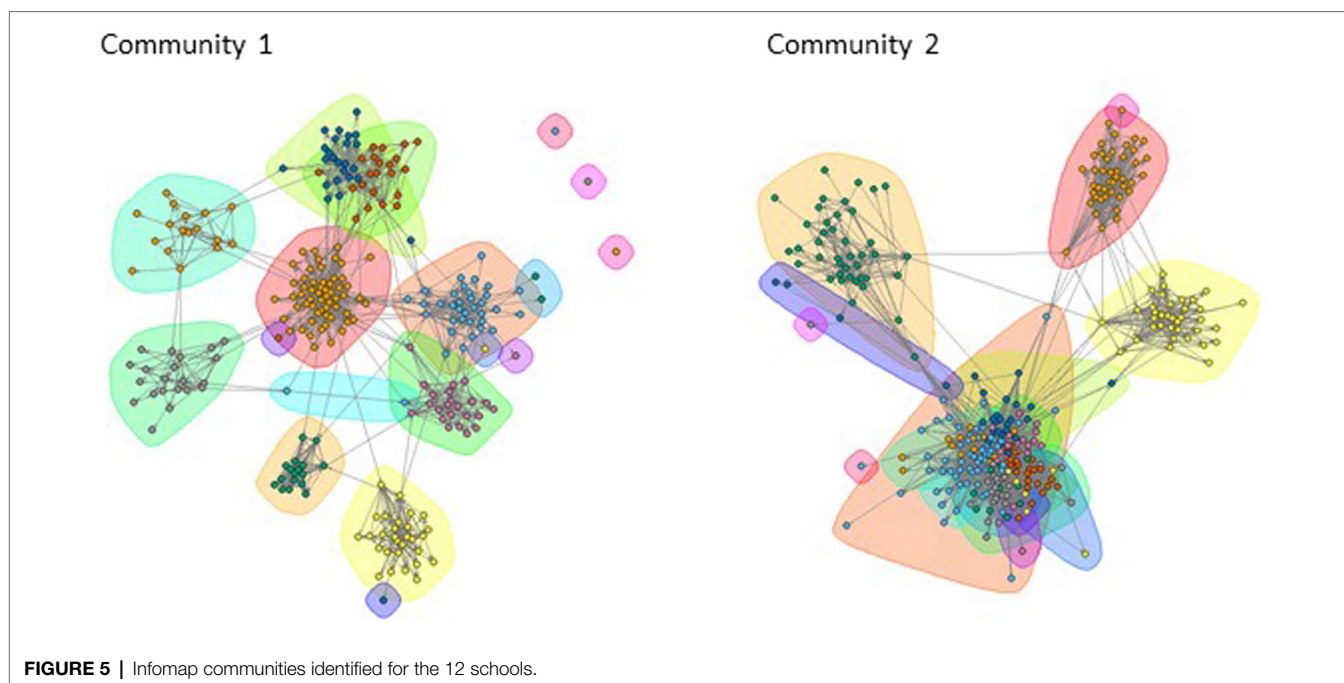 Community 1
Community 2
FIGURE 5 | Infomap communities identified for the 12 schools.